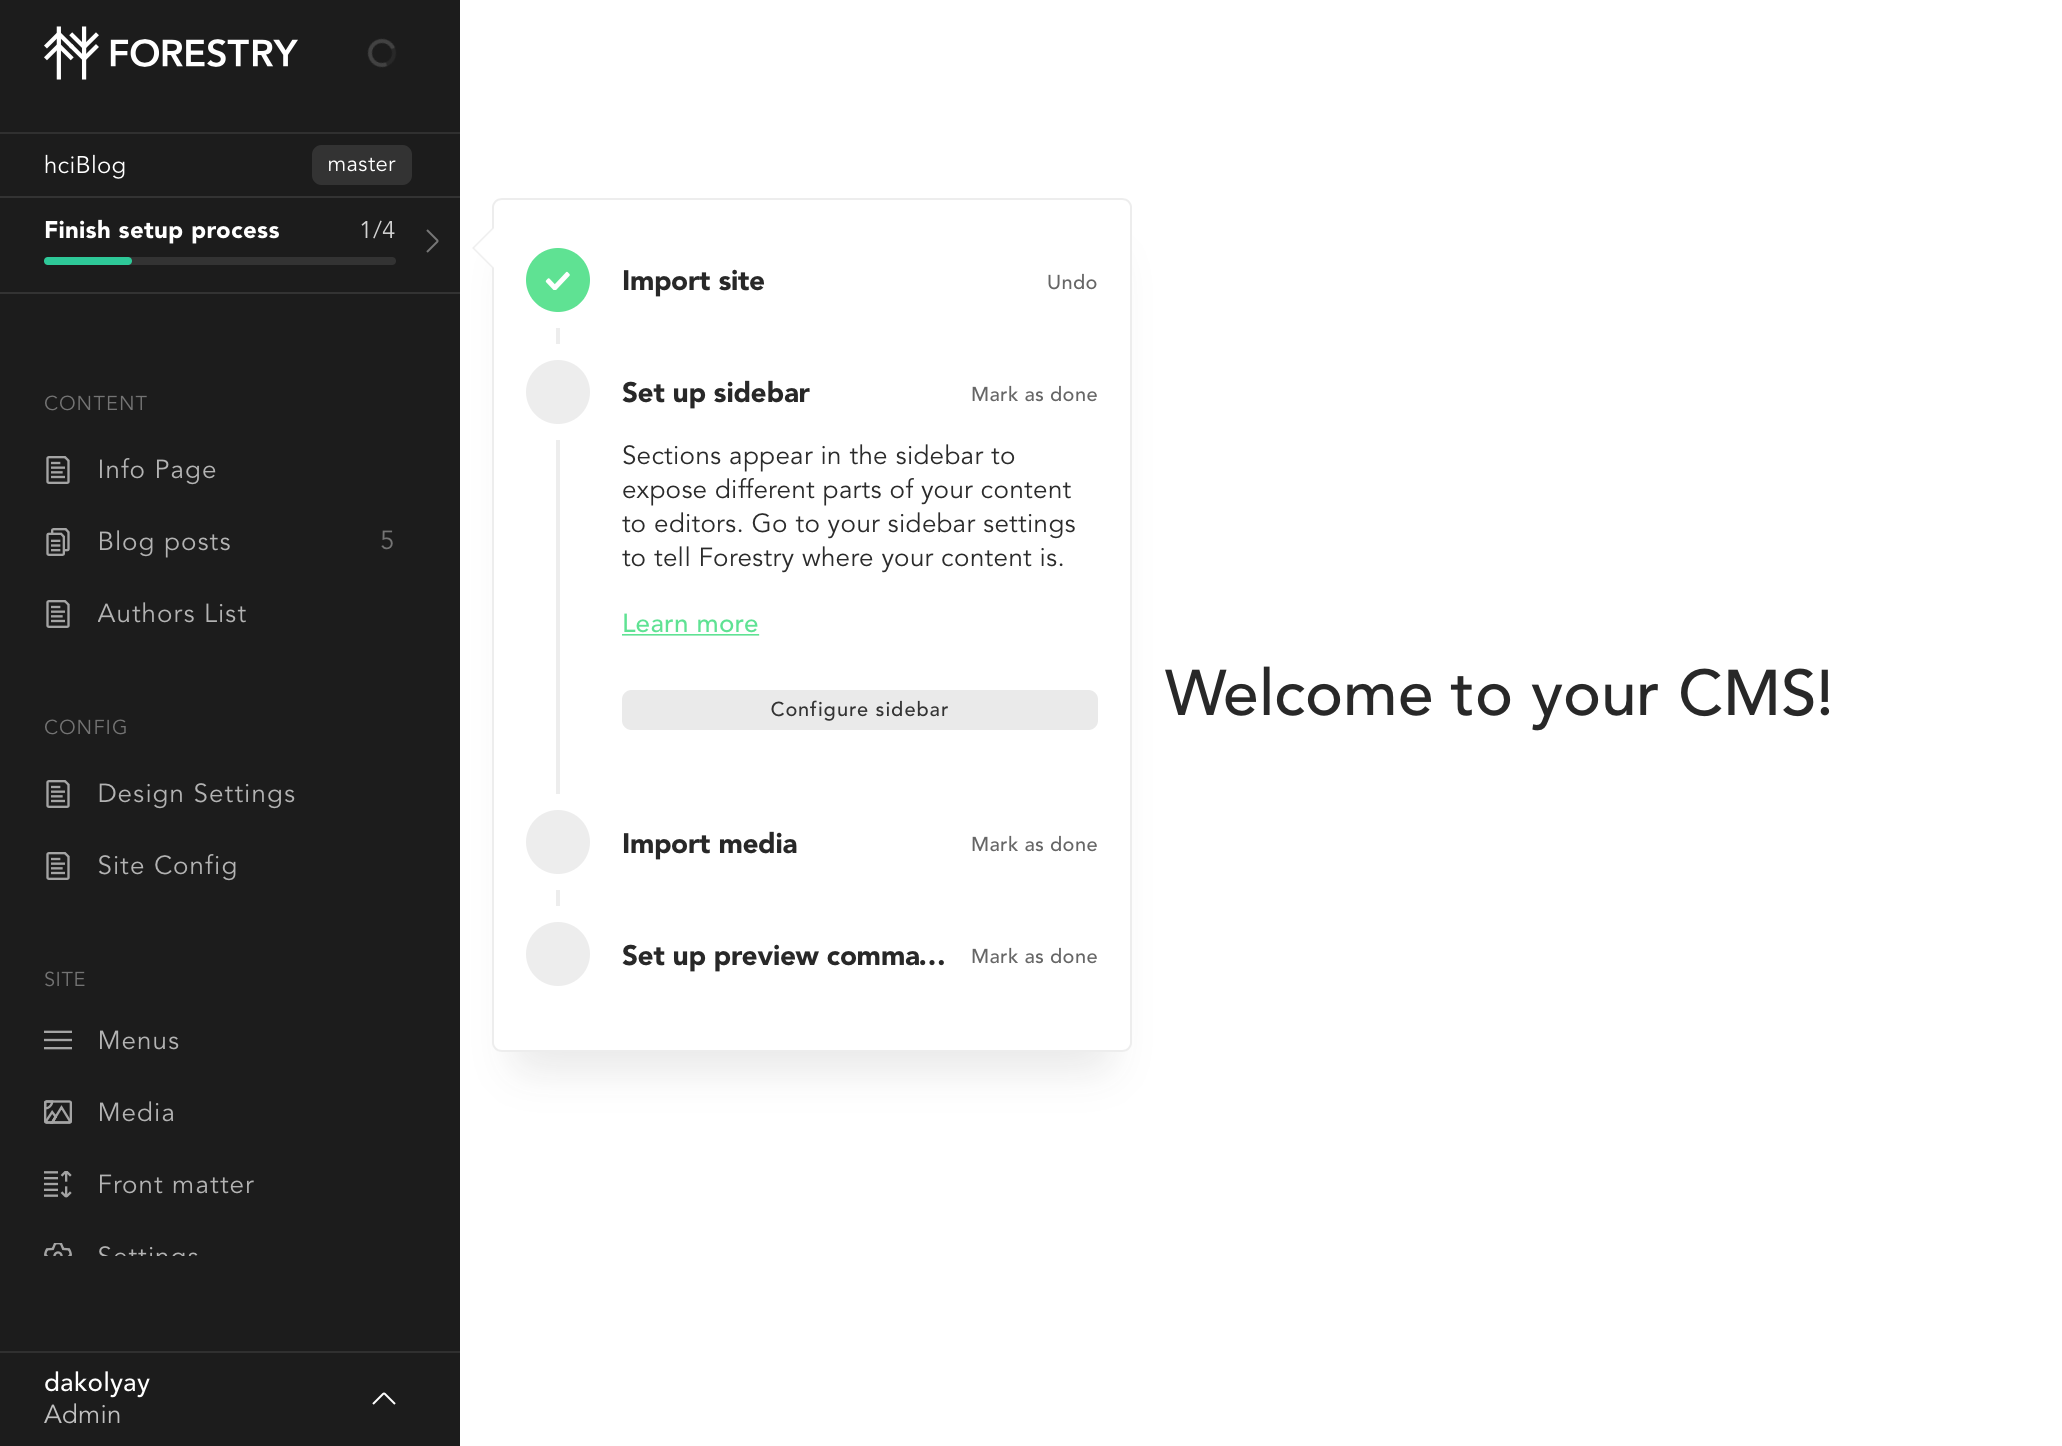 FORESTRY
hciBlog
master
Finish setup process
1/4
CONTENT
Info Page
Blog posts
5
Authors List
CONFIG
Design Settings
Site Config
SITE
Menus
Media
Front matter
Settings
dakolyay
Admin
Import site
Undo
Set up sidebar
Mark as done
Sections appear in the sidebar to
expose different parts of your content
to editors. Go to your sidebar settings
to tell Forestry where your content is.
Learn more
Configure sidebar
Import media
Mark as done
Set up preview comma...
Mark as done
Welcome to your CMS!